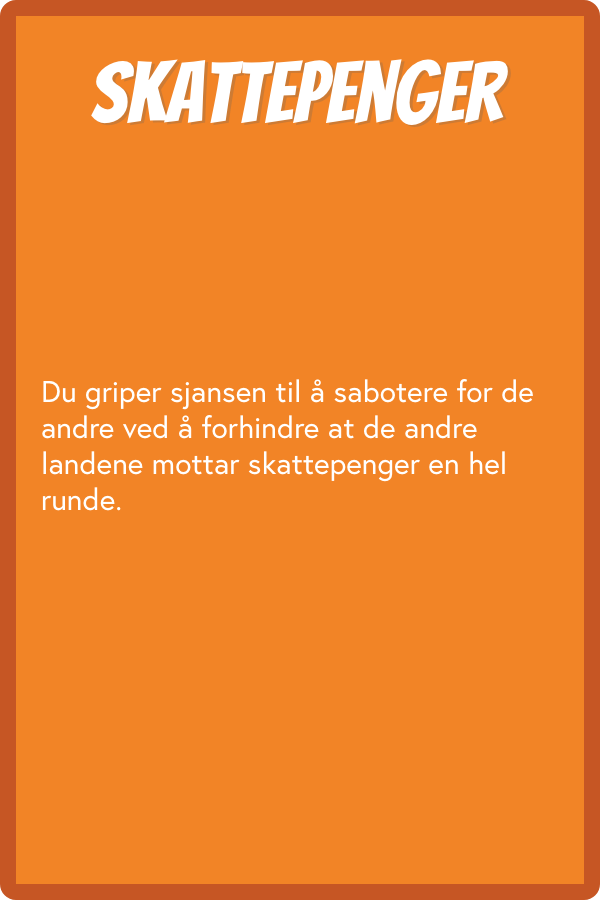 SKATTEPENGER
Du griper sjansen til å sabotere for de
andre ved å forhindre at de andre
landene mottar skattepenger en hel
runde.